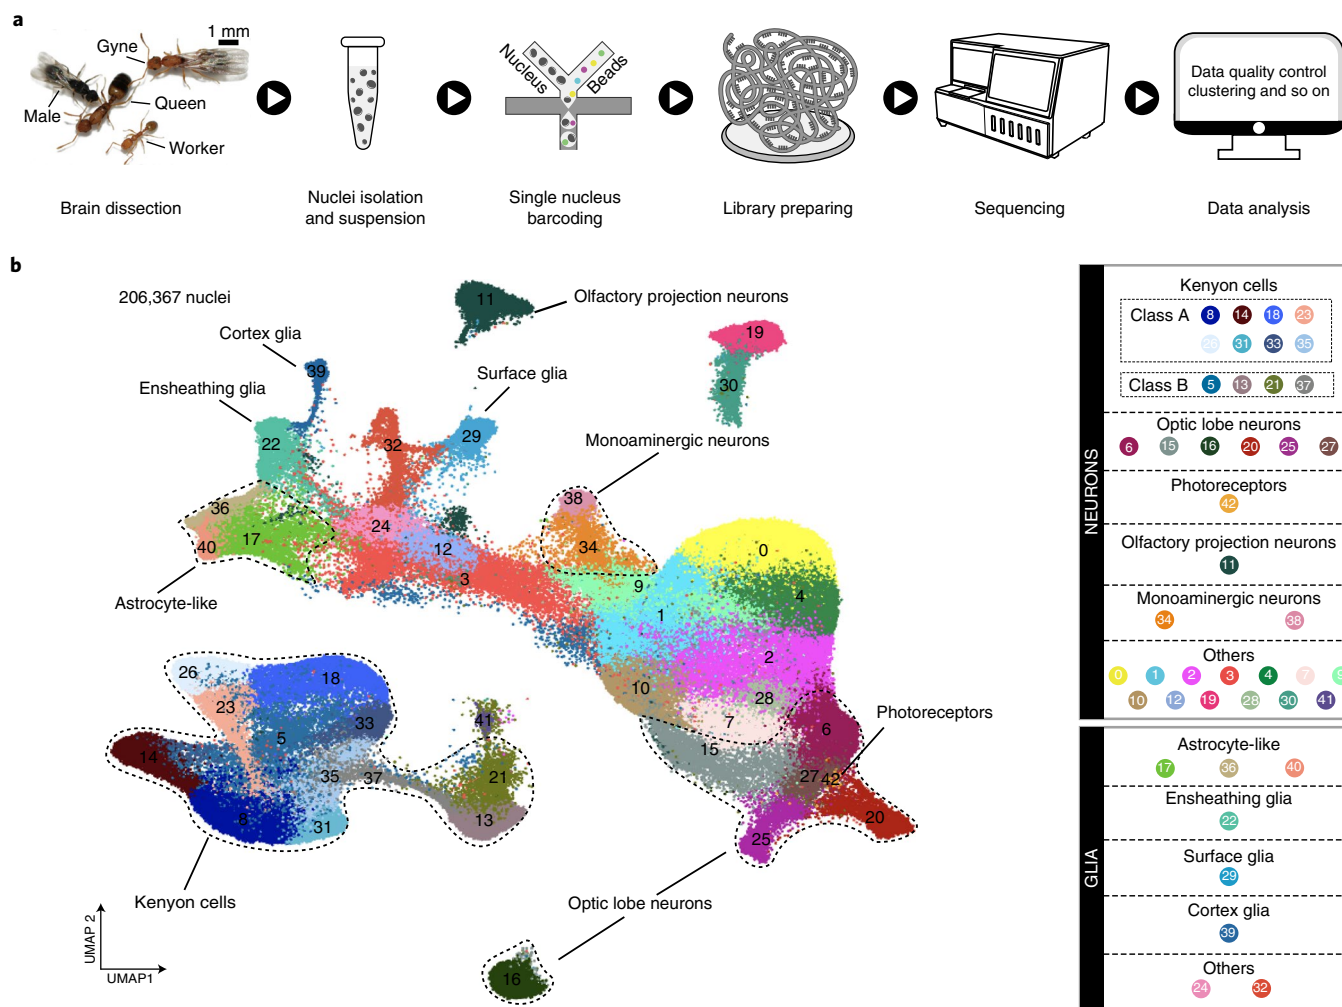 a
Gyne
1 mm
Male
Queen
Worker
Nucleus
Beads
Data quality control
clustering and so on
Brain dissection
Nuclei isolation
and suspension
Single nucleus
barcoding
Library preparing
Sequencing
Data analysis
b
206,367 nuclei
11
Olfactory projection neurons
Cortex glia
39
19
30
Ensheathing glia
Surface glia
22
32
29
Monoaminergic neurons
36
40
17
24
12
3
38
34
Astrocyte-like
0
9
4
1
2
10
28
7
6
15
27
42
Photoreceptors
20
25
26
18
23
33
5
14
35
37
8
31
41
21
13
Kenyon cells
Optic lobe neurons
16
UMAP 2
UMAP1
NEURONS
Kenyon cells
Class A
8 14 18 23
26 31 33 35
Class B
5 13 21 37
Optic lobe neurons
6 15 16 20 25 27
Photoreceptors
42
Olfactory projection neurons
11
Monoaminergic neurons
34 38
Others
0 1 2 3 4 7 9
10 12 19 28 30 41
GLIA
Astrocyte-like
17 36 40
Ensheathing glia
22
Surface glia
29
Cortex glia
39
Others
24 32